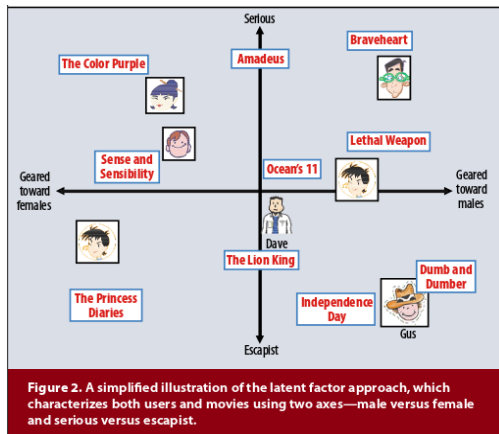 Serious
Braveheart
Amadeus
The Color Purple
Lethal Weapon
Sense and
Sensibility
Ocean's 11
Geared
toward
females
Geared
toward
males
Dave
The Lion King
Dumb and
Dumber
The Princess
Diaries
Independence
Day
Gus
Escapist
Figure 2. A simplified illustration of the latent factor approach, which
characterizes both users and movies using two axes—male versus female
and serious versus escapist.